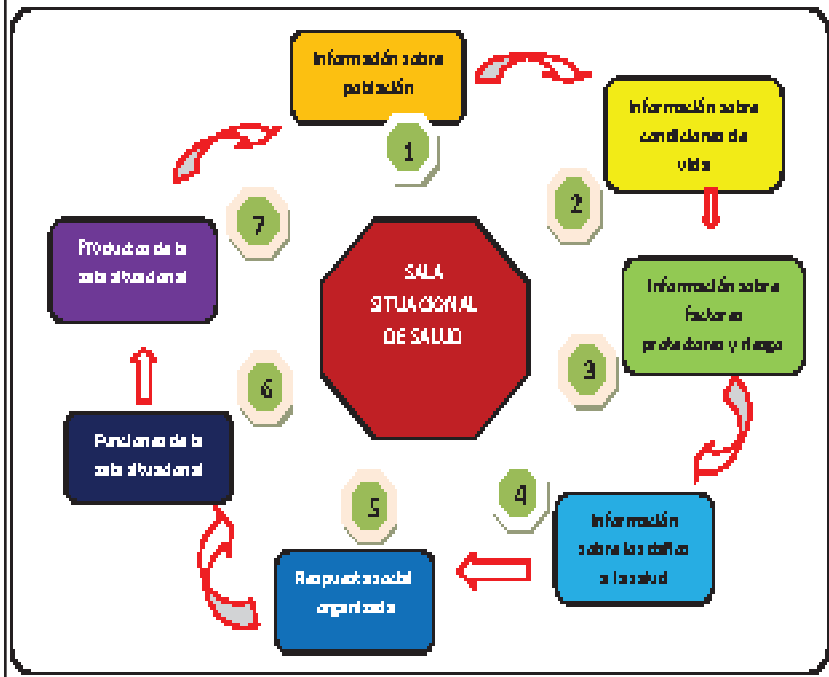 Información sobre
población
1
Información sobre
condiciones de
vida
2
Información sobre
factores
protectores y riesgo
3
Información
sobre los daños
a la salud
4
Respuesta social
organizada
5
Funciones de la
sala situacional
6
Productos de la
sala situacional
7
SALA
SITUACIONAL
DE SALUD